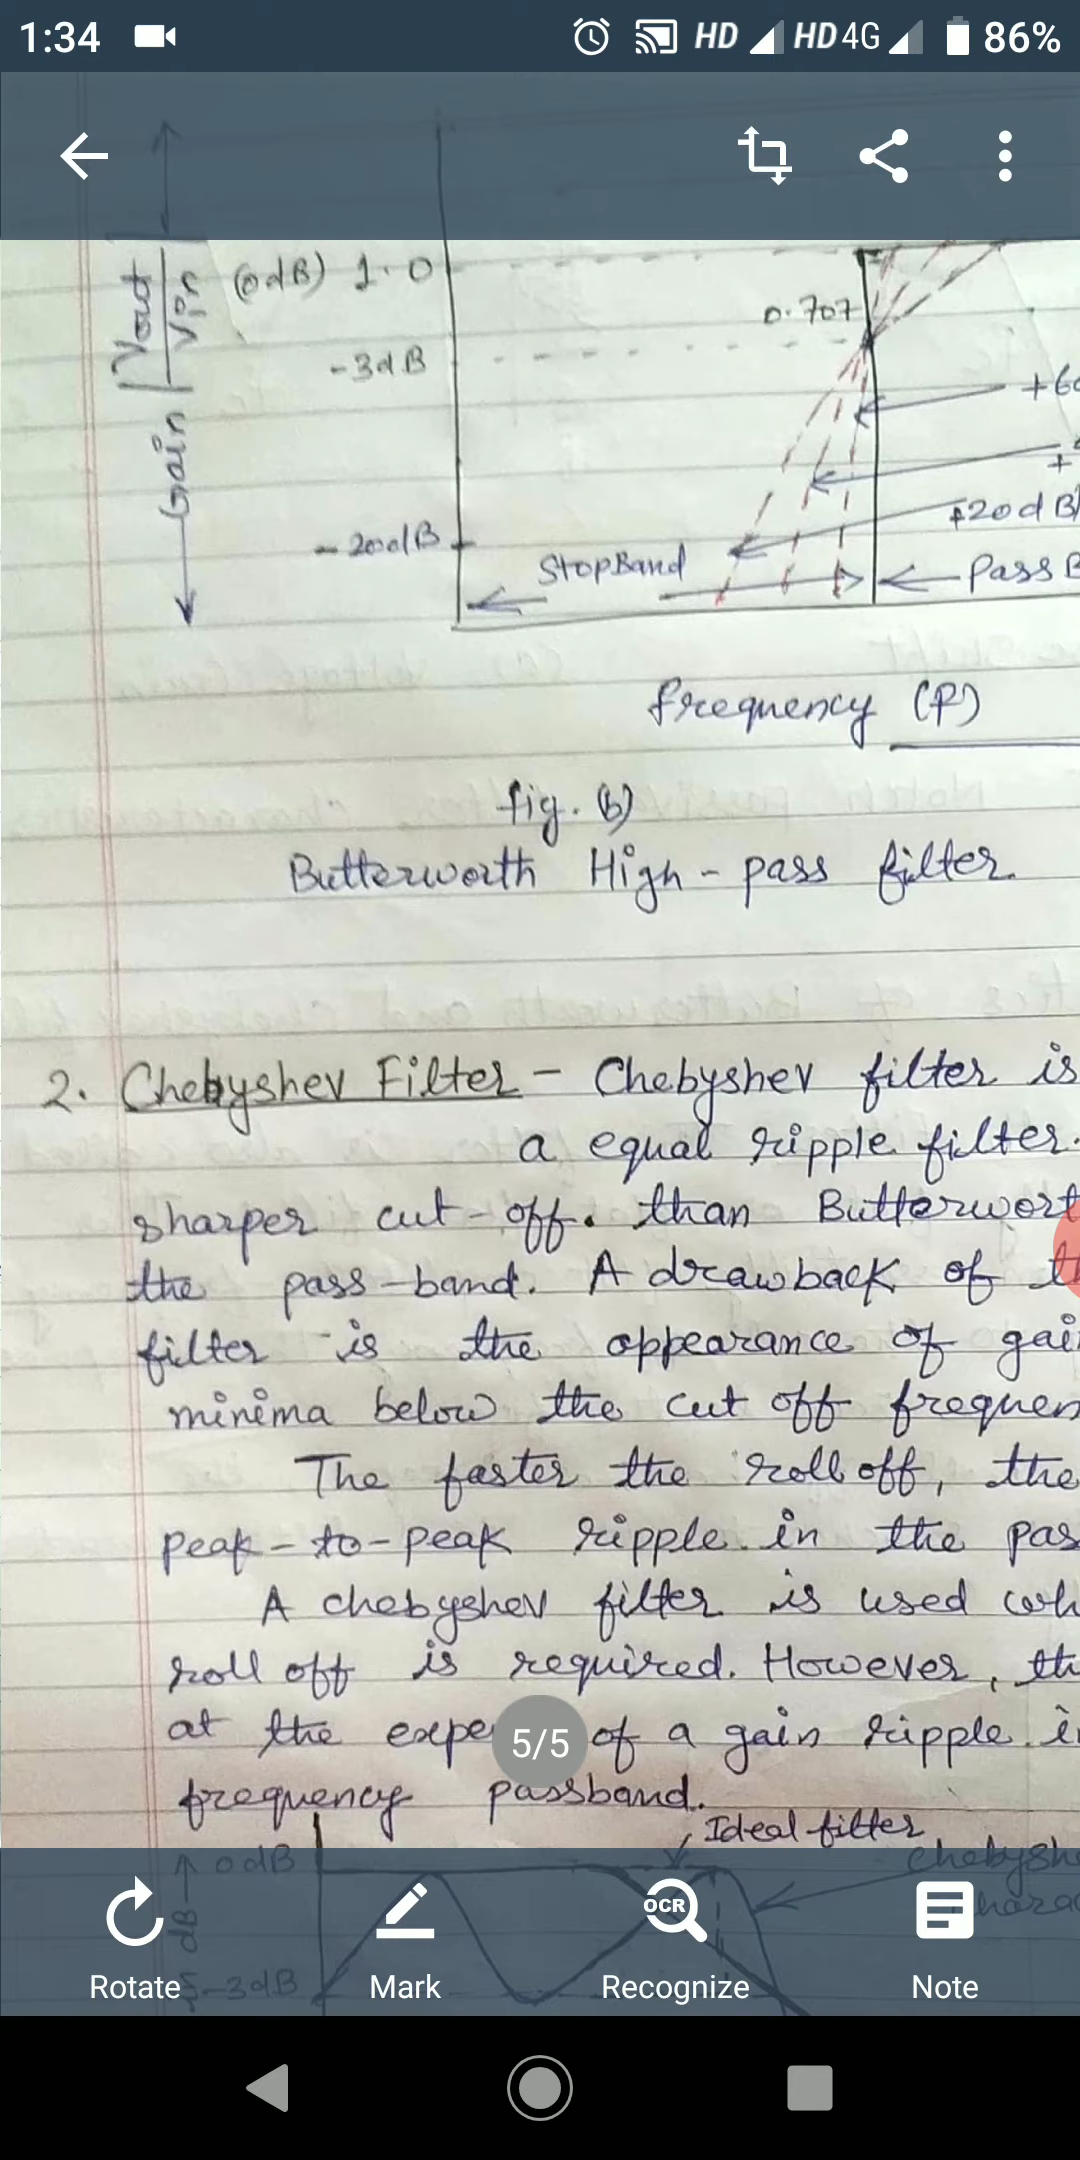 1:34 HD HD 4G 86%
Gain |Vout/Vin|
(0dB) 1.0
0.707
-3dB
-20dB
StopBand
+20dB/
Pass B
frequency (f)
fig. (b)
Butterworth High-pass filter.
2. Chebyshev Filter - Chebyshev filter is
a equal ripple filter.
sharper cut-off. than Butterwort
the pass-band. A drawback of th
filter is the appearance of gai
minima below the cut off frequen
The faster the roll off, the
peak-to-peak ripple in the pas
A chebyshev filter is used wh
roll off is required. However, th
at the expe 5/5 of a gain ripple i
frequency passband.
Ideal filter
0dB
chebyshe
charac
dB
-3dB
Rotate Mark OCR Recognize Note